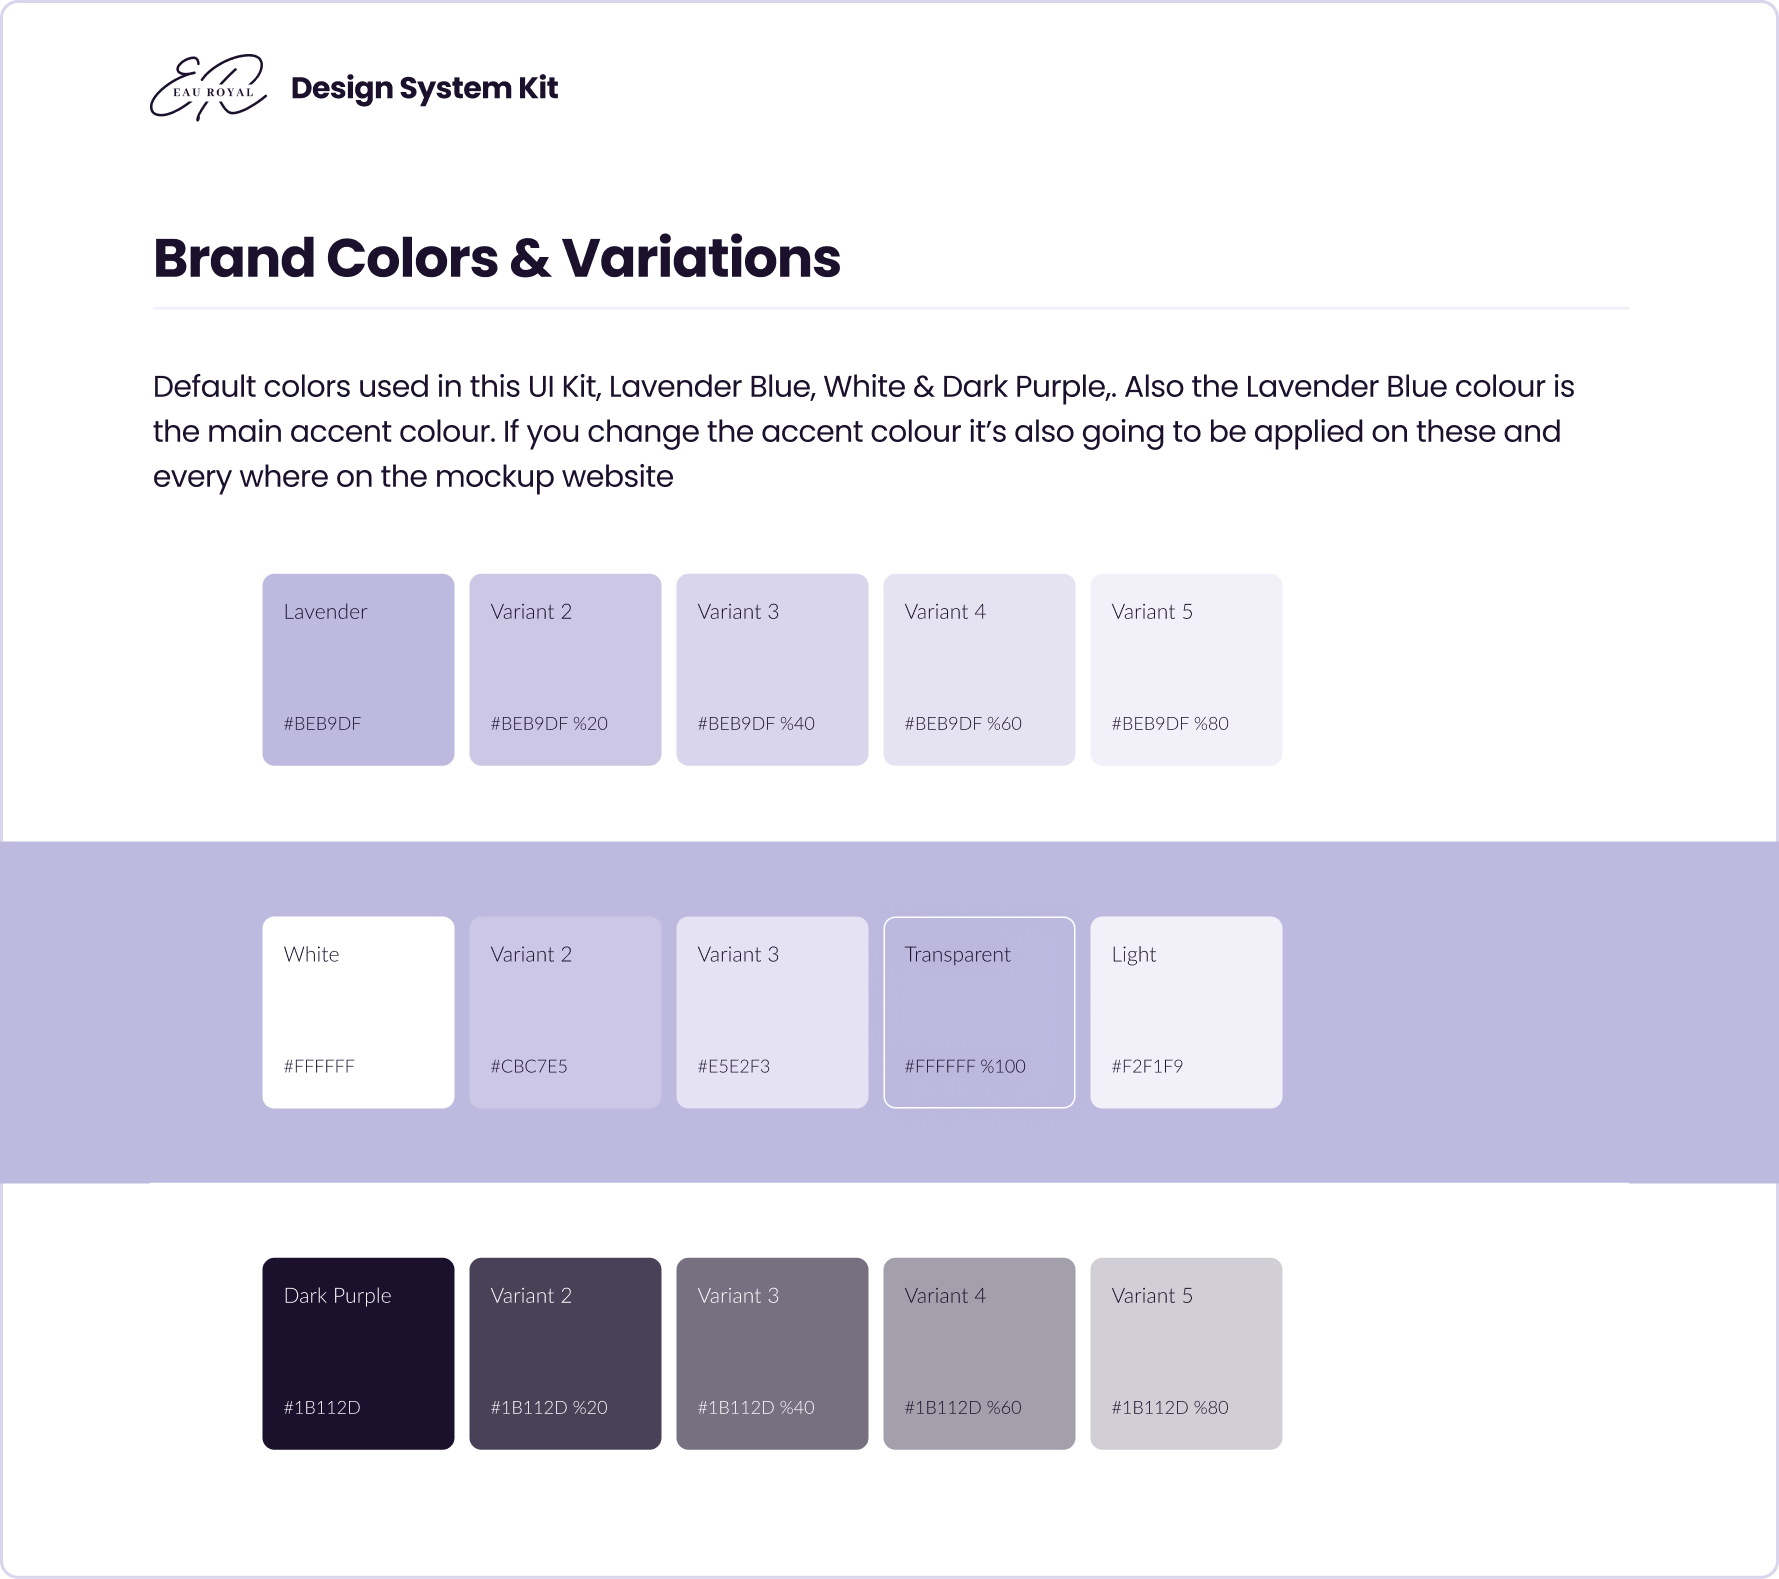 EAU ROYAL
Design System Kit
Brand Colors & Variations
Default colors used in this UI Kit, Lavender Blue, White & Dark Purple,. Also the Lavender Blue colour is
the main accent colour. If you change the accent colour it’s also going to be applied on these and
every where on the mockup website
Lavender
#BEB9DF
Variant 2
#BEB9DF %20
Variant 3
#BEB9DF %40
Variant 4
#BEB9DF %60
Variant 5
#BEB9DF %80
White
#FFFFFF
Variant 2
#CBC7E5
Variant 3
#E5E2F3
Transparent
#FFFFFF %100
Light
#F2F1F9
Dark Purple
#1B112D
Variant 2
#1B112D %20
Variant 3
#1B112D %40
Variant 4
#1B112D %60
Variant 5
#1B112D %80